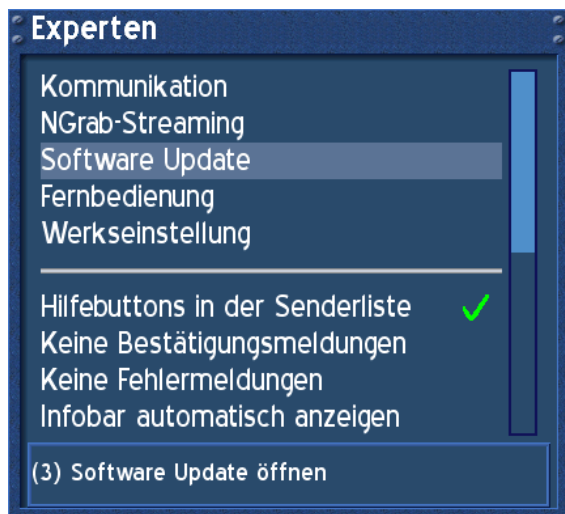 Experten
Kommunikation
NGrab-Streaming
Software Update
Fernbedienung
Werkseinstellung
Hilfebuttons in der Senderliste
Keine Bestätigungsmeldungen
Keine Fehlermeldungen
Infobar automatisch anzeigen
(3) Software Update öffnen